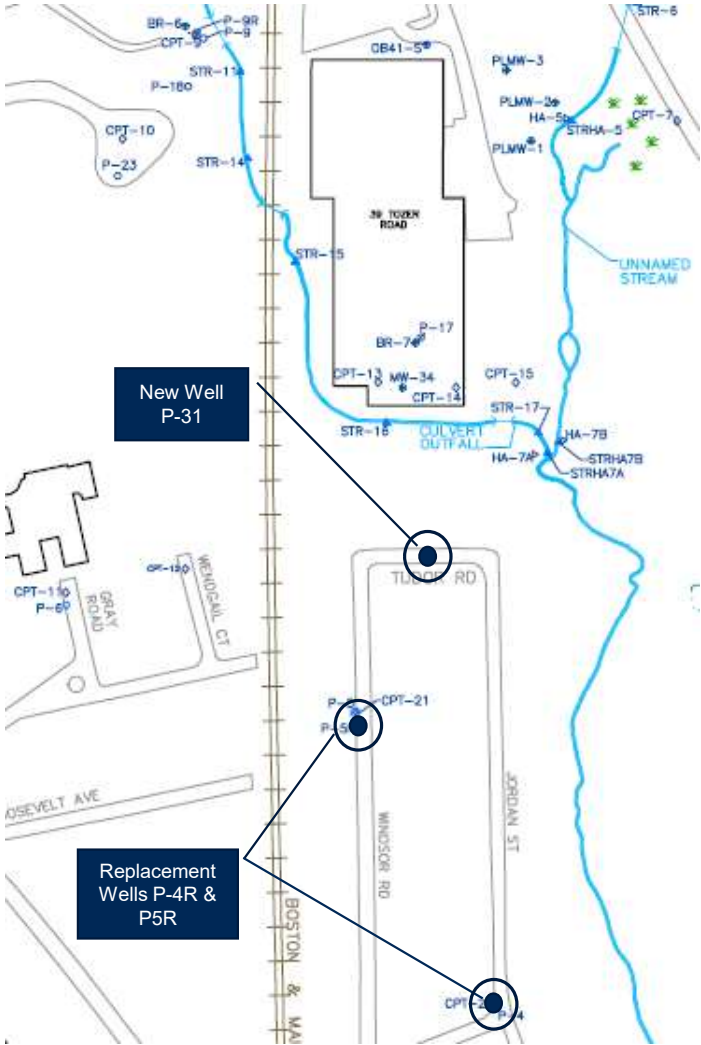 STR-6
BR-6
P-9R
P-9
CPT-9
OB41-5
STR-11
PLMW-3
P-18
PLMW-2
HA-5
CPT-7
STRHA-5
CPT-10
PLMW-1
P-23
STR-14
39 TOZER
ROAD
STR-15
UNNAMED
STREAM
P-17
BR-7
CPT-13
MW-34
CPT-15
CPT-14
New Well
P-31
STR-17
STR-16
CULVERT
OUTFALL
HA-7B
HA-7A
STRHA7B
STRHA7A
TUDOR RD
CPT-12
WENDGAIL CT
CPT-11
P-6
GRAY
ROAD
CPT-21
P-5
OOSEVELT AVE
JORDAN ST
WINDSOR RD
Replacement
Wells P-4R &
P5R
BOSTON & MAI
CPT-2
P-4